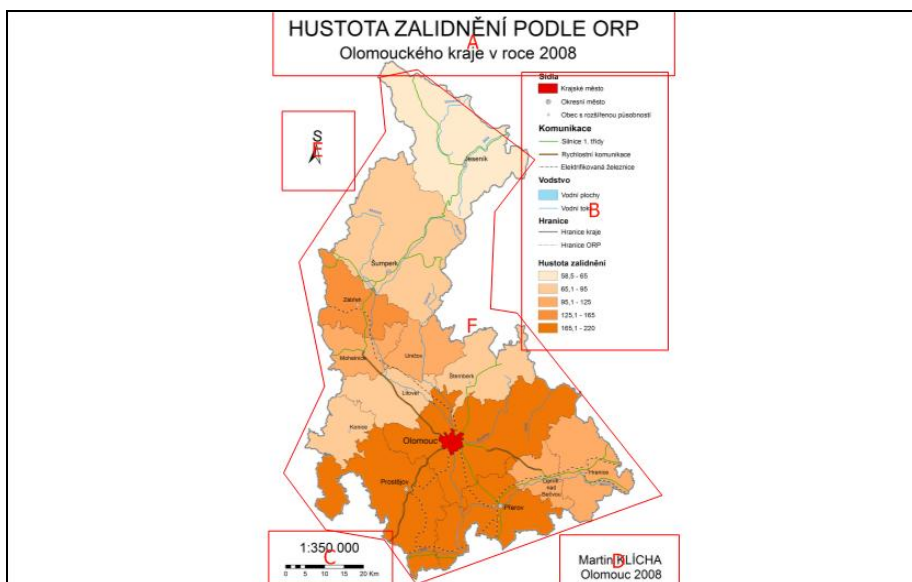 HUSTOTA ZALIDNĚNÍ PODLE ORP
A
Olomouckého kraje v roce 2008
Sídla
Krajské město
Okresní město
Obec s rozšířenou působností
Komunikace
Silnice 1. třídy
Rychlostní komunikace
Elektrifikovaná železnice
Vodstvo
Vodní plochy
Vodní tok
B
Hranice
Hranice kraje
Hranice ORP
Hustota zalidnění
58,5 - 65
65,1 - 95
95,1 - 125
125,1 - 165
165,1 - 220
S
E
Jeseník
Šumperk
Zábřeh
F
Mohelnice
Uničov
Šternberk
Litovel
Konice
Olomouc
Hranice
Lipník
nad
Bečvou
Prostějov
Přerov
1:350 000
C
0 5 10 15 20 Km
Martin KLÍCHA
D
Olomouc 2008